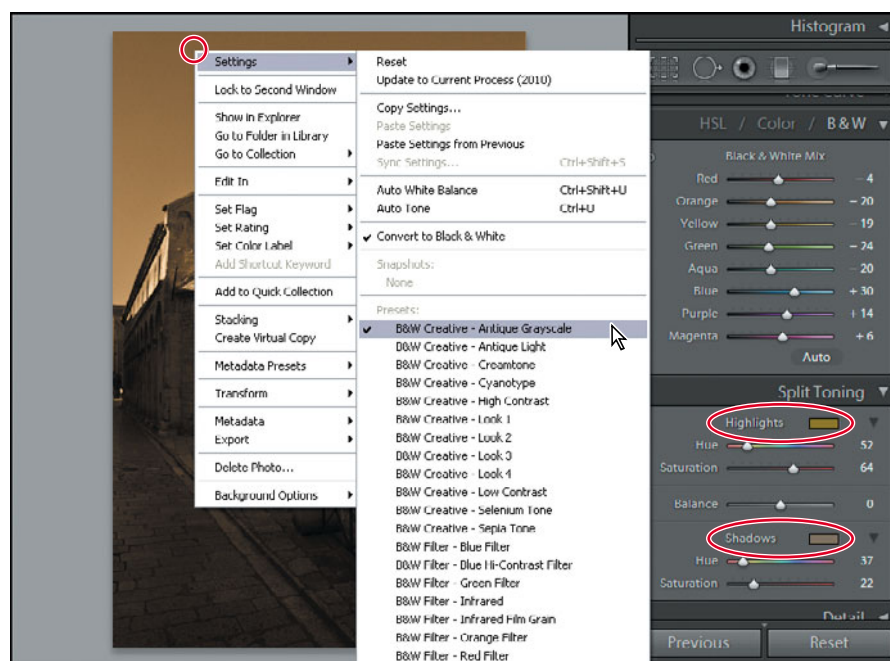 Histogram
Settings
Lock to Second Window
Show in Explorer
Go to Folder in Library
Go to Collection
Edit In
Set Flag
Set Rating
Set Color Label
Add Shortcut Keyword
Add to Quick Collection
Stacking
Create Virtual Copy
Metadata Presets
Transform
Metadata
Export
Delete Photo...
Background Options
Reset
Update to Current Process (2010)
Copy Settings...
Paste Settings
Paste Settings from Previous
Sync Settings... Ctrl+Shift+S
Auto White Balance Ctrl+Shift+U
Auto Tone Ctrl+U
Convert to Black & White
Snapshots:
None
Presets:
B&W Creative - Antique Grayscale
B&W Creative - Antique Light
B&W Creative - Creamtone
B&W Creative - Cyanotype
B&W Creative - High Contrast
B&W Creative - Look 1
B&W Creative - Look 2
B&W Creative - Look 3
B&W Creative - Look 4
B&W Creative - Low Contrast
B&W Creative - Selenium Tone
B&W Creative - Sepia Tone
B&W Filter - Blue Filter
B&W Filter - Blue Hi-Contrast Filter
B&W Filter - Green Filter
B&W Filter - Infrared
B&W Filter - Infrared Film Grain
B&W Filter - Orange Filter
B&W Filter - Red Filter
HSL / Color / B&W
Black & White Mix
Red - 4
Orange - 20
Yellow - 19
Green - 24
Aqua - 20
Blue + 30
Purple + 14
Magenta + 6
Auto
Split Toning
Highlights
Hue 52
Saturation 64
Balance 0
Shadows
Hue 37
Saturation 22
Detail
Previous Reset